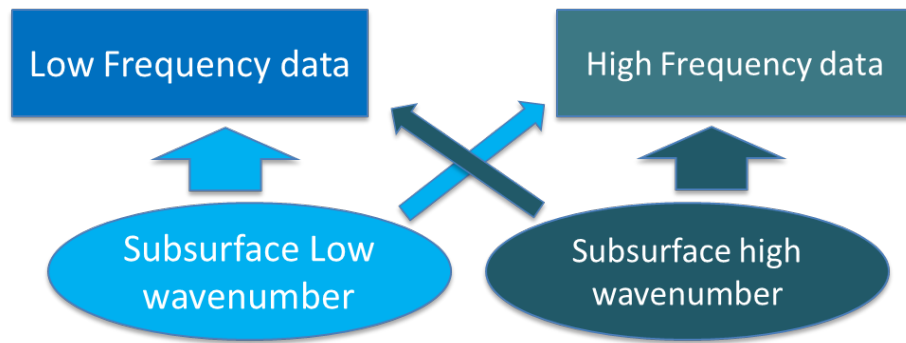 Low Frequency data
High Frequency data
Subsurface Low
wavenumber
Subsurface high
wavenumber